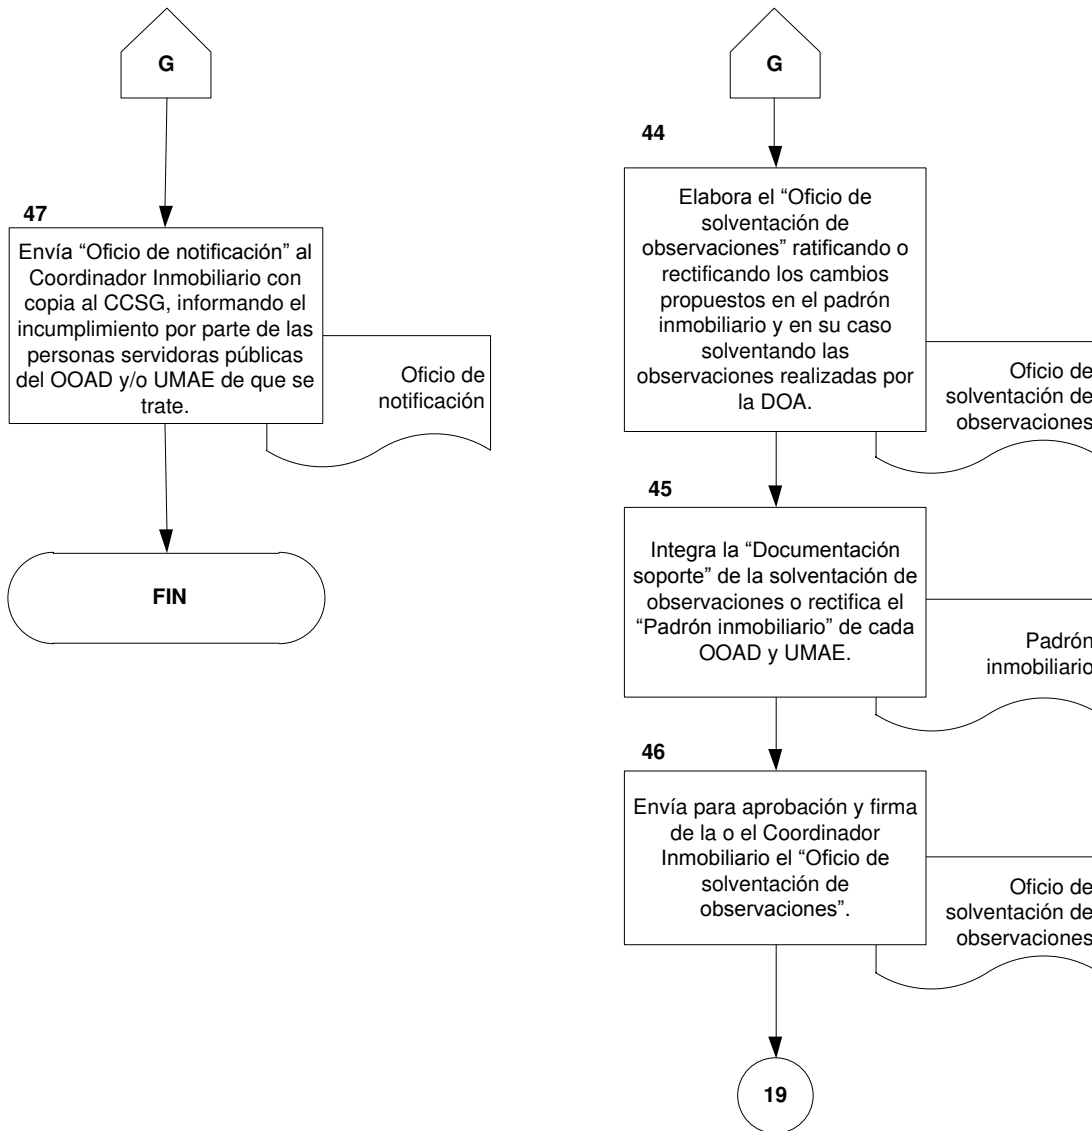 G
47
Envía “Oficio de notificación” al
Coordinador Inmobiliario con
copia al CCSG, informando el
incumplimiento por parte de las
personas servidoras públicas
del OOAD y/o UMAE de que se
trate.
Oficio de
notificación
FIN
G
44
Elabora el “Oficio de
solventación de
observaciones” ratificando o
rectificando los cambios
propuestos en el padrón
inmobiliario y en su caso
solventando las
observaciones realizadas por
la DOA.
Oficio de
solventación de
observaciones
45
Integra la “Documentación
soporte” de la solventación de
observaciones o rectifica el
“Padrón inmobiliario” de cada
OOAD y UMAE.
Padrón
inmobiliario
46
Envía para aprobación y firma
de la o el Coordinador
Inmobiliario el “Oficio de
solventación de
observaciones”.
Oficio de
solventación de
observaciones
19